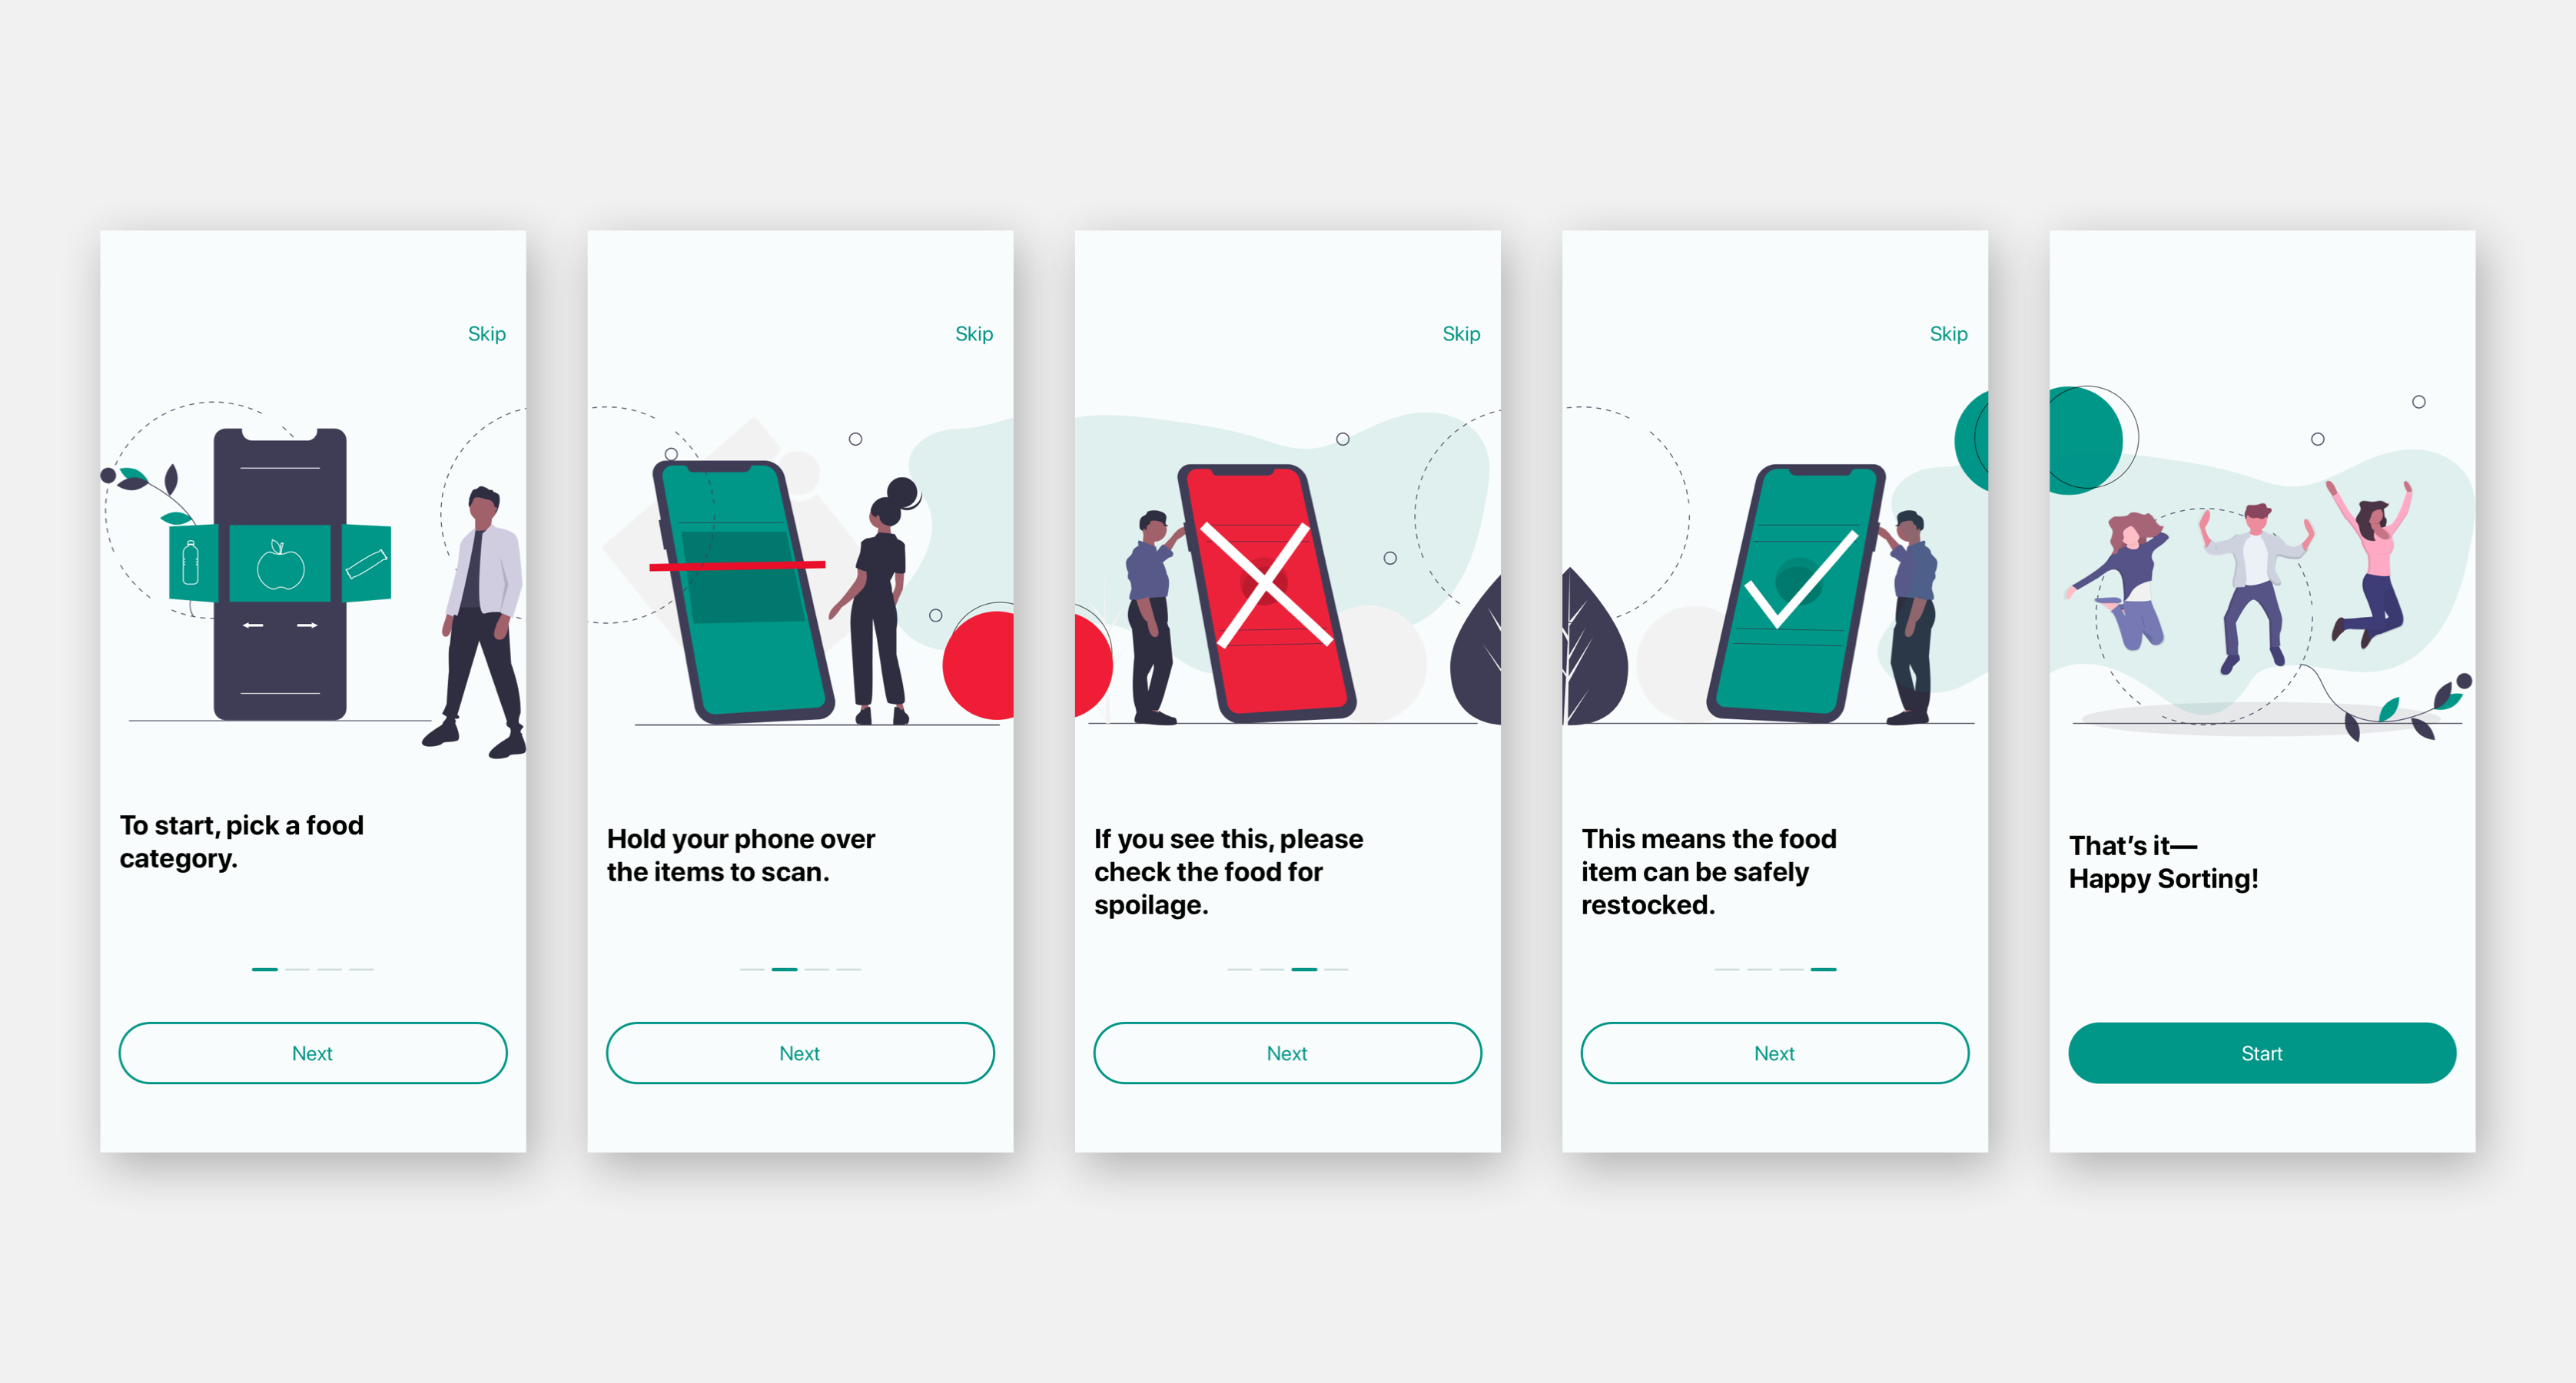 Skip
To start, pick a food
category.
Next
Skip
Hold your phone over
the items to scan.
Next
Skip
If you see this, please
check the food for
spoilage.
Next
Skip
This means the food
item can be safely
restocked.
Next
That's it—
Happy Sorting!
Start